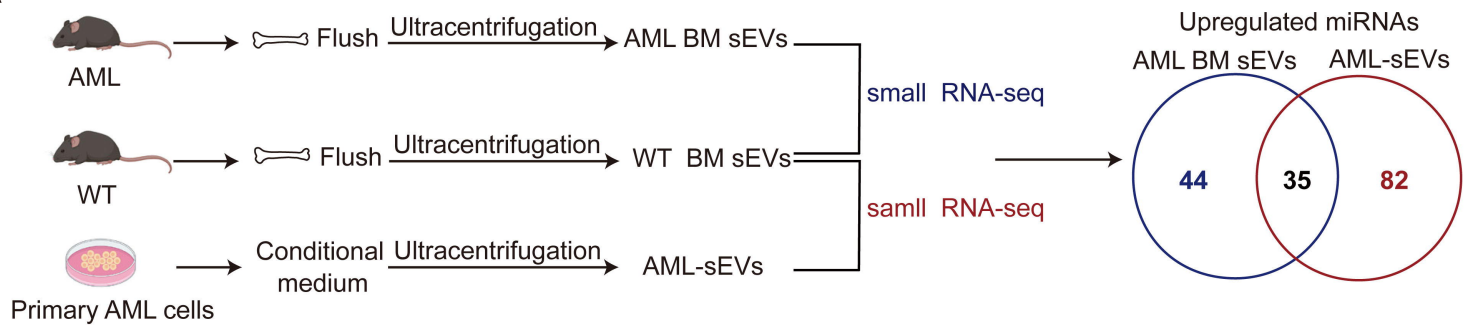 AML
Flush
Ultracentrifugation
AML BM sEVs
WT
Flush
Ultracentrifugation
WT BM sEVs
Primary AML cells
Conditional
medium
Ultracentrifugation
AML-sEVs
small RNA-seq
samll RNA-seq
Upregulated miRNAs
AML BM sEVs
AML-sEVs
44
35
82